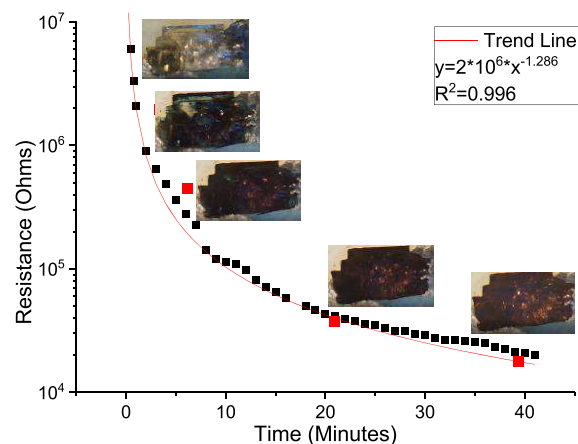 10^7
10^6
10^5
10^4
Resistance (Ohms)
0
10
20
30
40
Time (Minutes)
Trend Line
y=2*10^6*x^-1.286
R^2=0.996